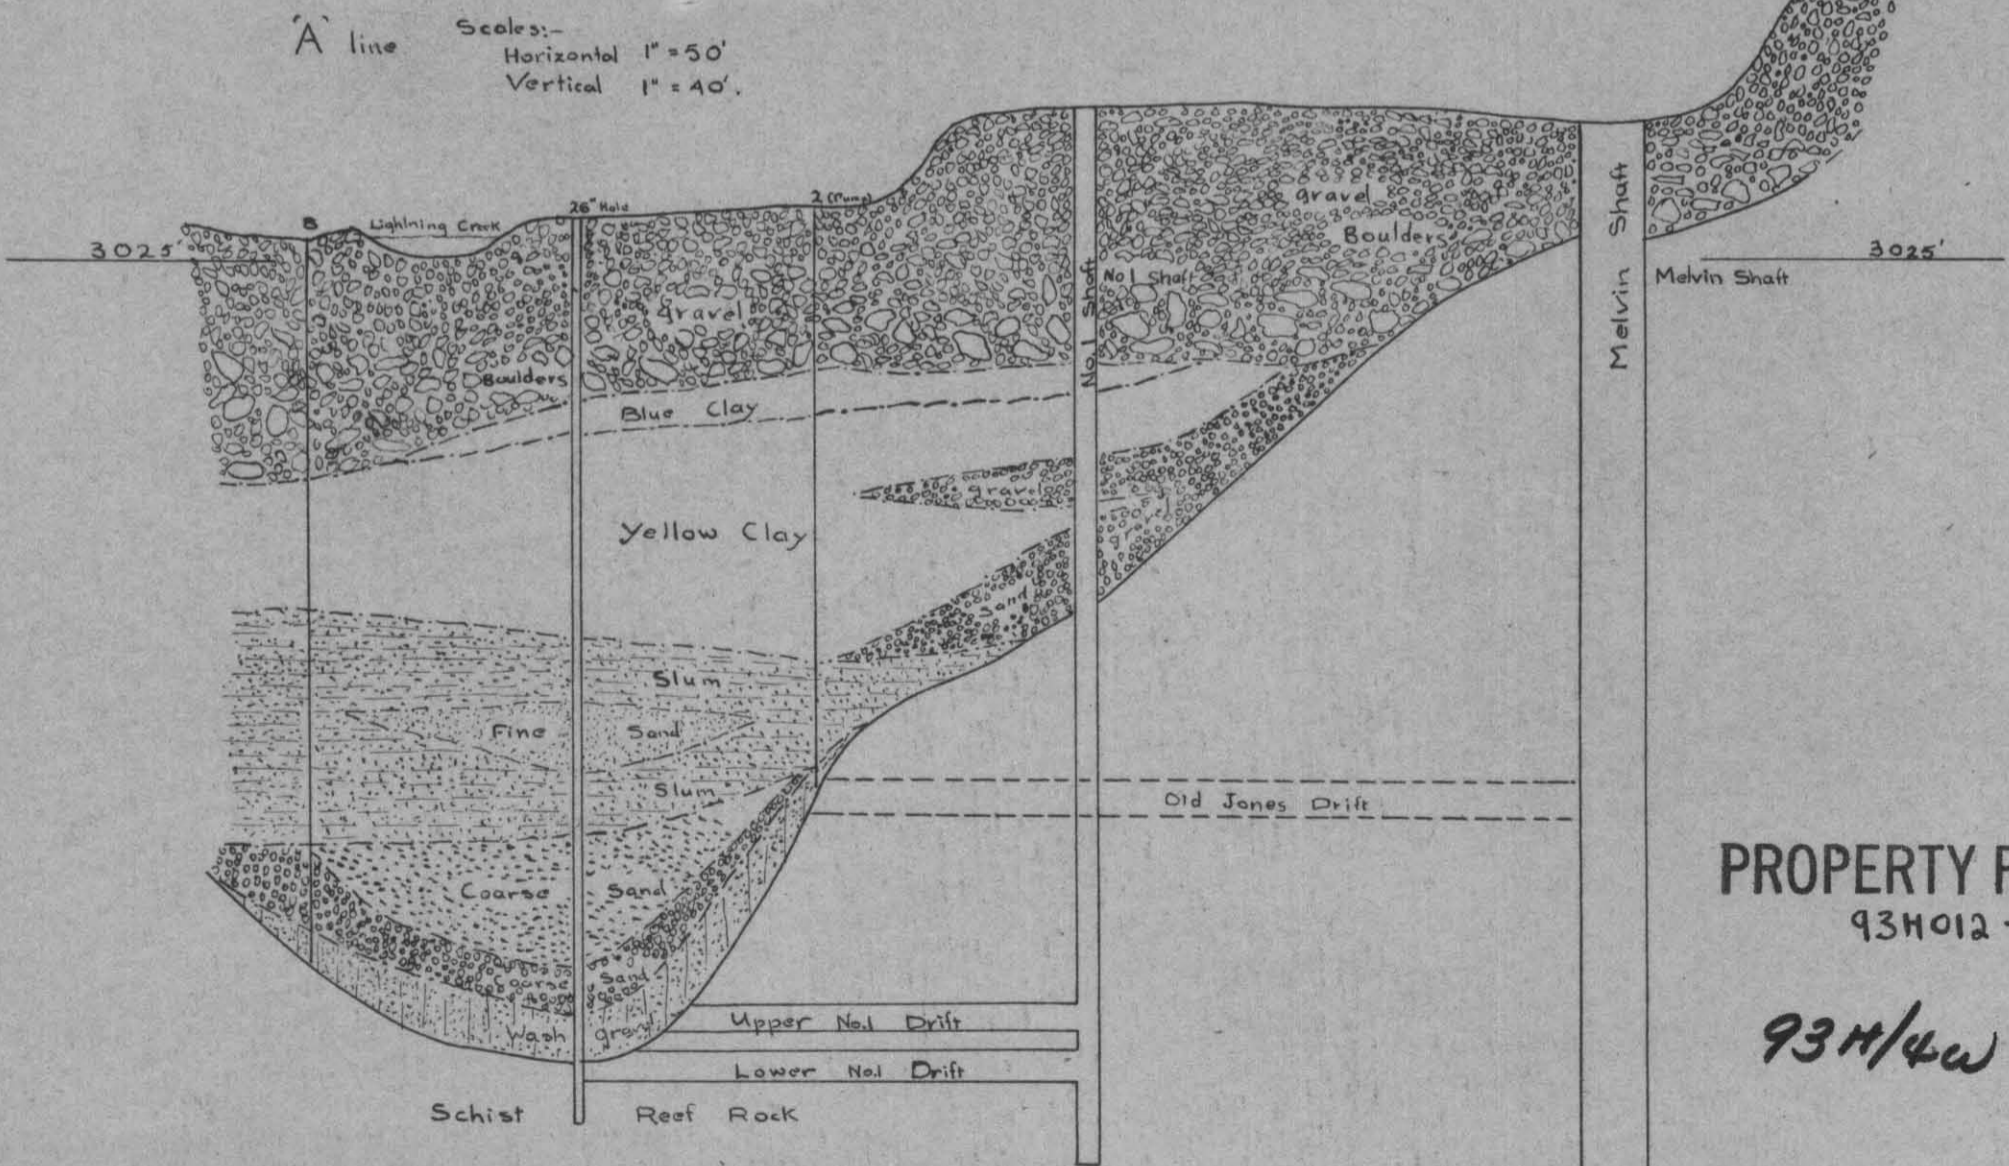 'A' line
Scales:-
Horizontal 1" = 50'
Vertical 1" = 40'.
B
Lightning Creek
26" Hole
2 (Pump)
3025'
3025'
gravel
Boulders
No.1 Shaft
No.1 Shaft
Melvin Shaft
Melvin Shaft
gravel
Boulders
Blue Clay
gravel
Yellow Clay
Sand
Slum
Fine Sand
Slum
Old Jones Drift
Coarse Sand
Sand
Wash gravel
Upper No.1 Drift
Lower No.1 Drift
Schist Reef Rock
PROPERTY F
93H012
93H/4W